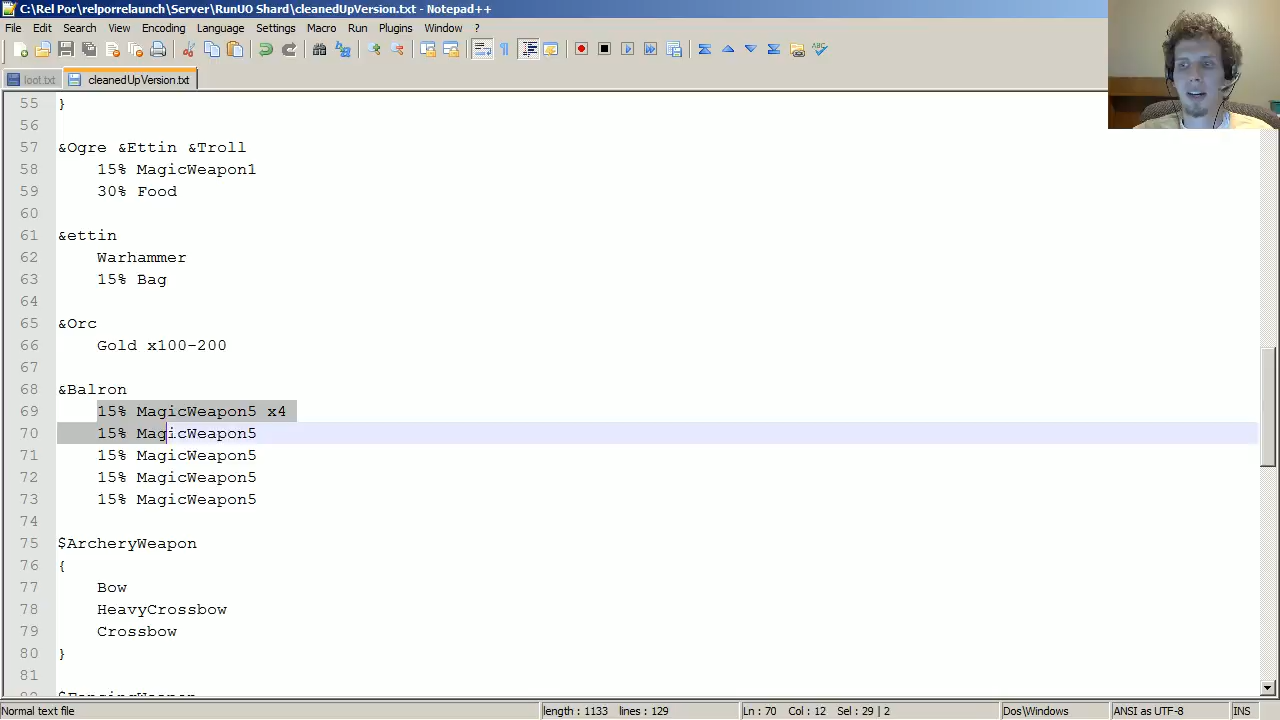 C:\Rel Por\relporrelaunch\Server\RunUO Shard\cleanedUpVersion.txt - Notepad++
File Edit Search View Encoding Language Settings Macro Run Plugins Window ?
loot.txt cleanedUpVersion.txt
55 }
56
57 &Ogre &Ettin &Troll
58 15% MagicWeapon1
59 30% Food
60
61 &ettin
62 Warhammer
63 15% Bag
64
65 &Orc
66 Gold x100-200
67
68 &Balron
69 15% MagicWeapon5 x4
70 15% MagicWeapon5
71 15% MagicWeapon5
72 15% MagicWeapon5
73 15% MagicWeapon5
74
75 $ArcheryWeapon
76 {
77 Bow
78 HeavyCrossbow
79 Crossbow
80 }
81
Normal text file length : 1133 lines : 129 Ln : 70 Col : 12 Sel : 29 | 2 Dos\Windows ANSI as UTF-8 INS